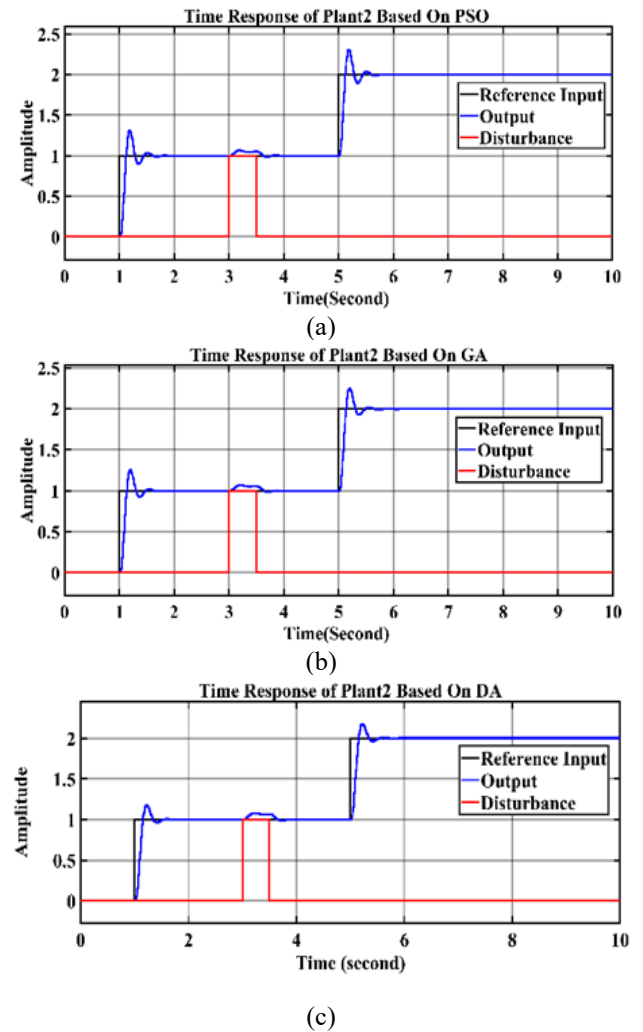 Time Response of Plant2 Based On PSO
2.5
2
1.5
1
0.5
0
Amplitude
Reference Input
Output
Disturbance
0 1 2 3 4 5 6 7 8 9 10
Time(Second)
(a)
Time Response of Plant2 Based On GA
2.5
2
1.5
1
0.5
0
Amplitude
Reference Input
Output
Disturbance
0 1 2 3 4 5 6 7 8 9 10
Time(Second)
(b)
Time Response of Plant2 Based On DA
2
1.5
1
0.5
0
Amplitude
Reference Input
Output
Disturbance
0 2 4 6 8 10
Time (second)
(c)